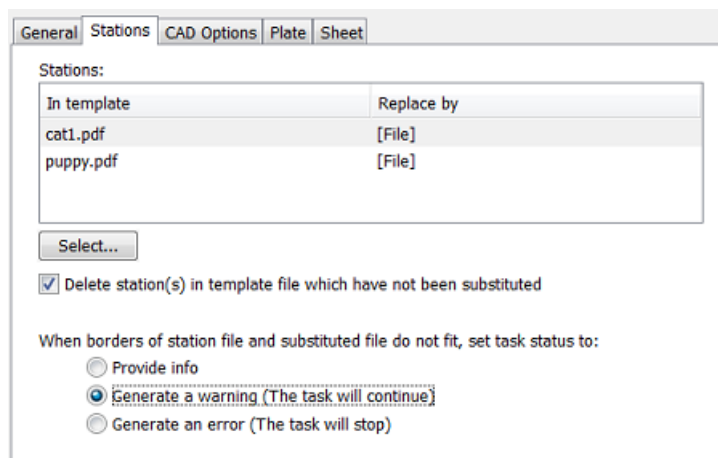 General Stations CAD Options Plate Sheet
Stations:
In template Replace by
cat1.pdf [File]
puppy.pdf [File]
Select...
Delete station(s) in template file which have not been substituted
When borders of station file and substituted file do not fit, set task status to:
Provide info
Generate a warning (The task will continue)
Generate an error (The task will stop)